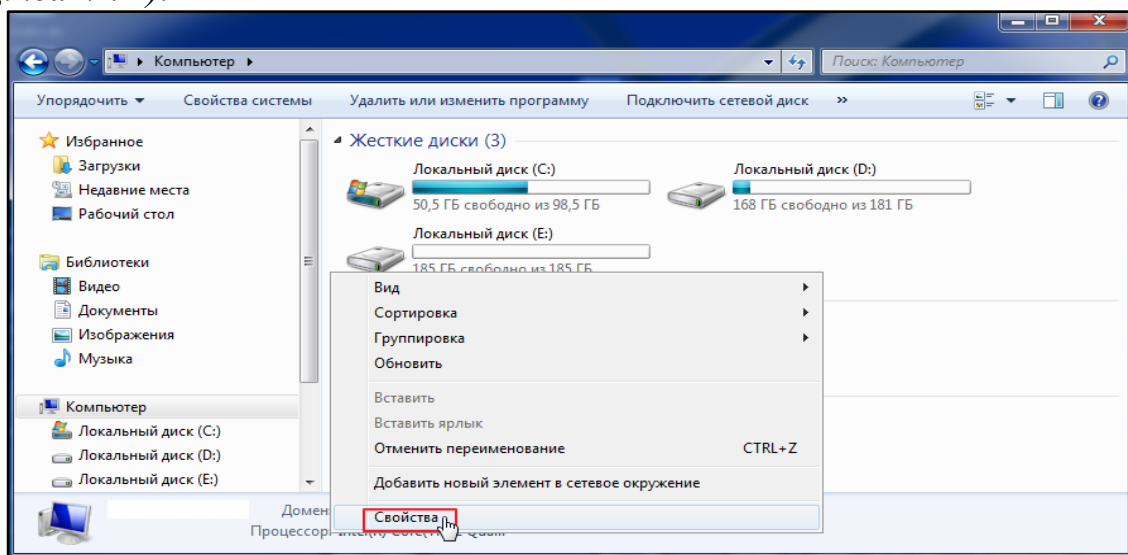 Компьютер
Поиск: Компьютер
Упорядочить Свойства системы Удалить или изменить программу Подключить сетевой диск »
Избранное
Загрузки
Недавние места
Рабочий стол
Библиотеки
Видео
Документы
Изображения
Музыка
Компьютер
Локальный диск (C:)
Локальный диск (D:)
Локальный диск (E:)
Жесткие диски (3)
Локальный диск (C:)
50,5 ГБ свободно из 98,5 ГБ
Локальный диск (D:)
168 ГБ свободно из 181 ГБ
Локальный диск (E:)
185 ГБ свободно из 185 ГБ
Вид
Сортировка
Группировка
Обновить
Вставить
Вставить ярлык
Отменить переименование CTRL+Z
Добавить новый элемент в сетевое окружение
Свойства
Домен
Процессор: